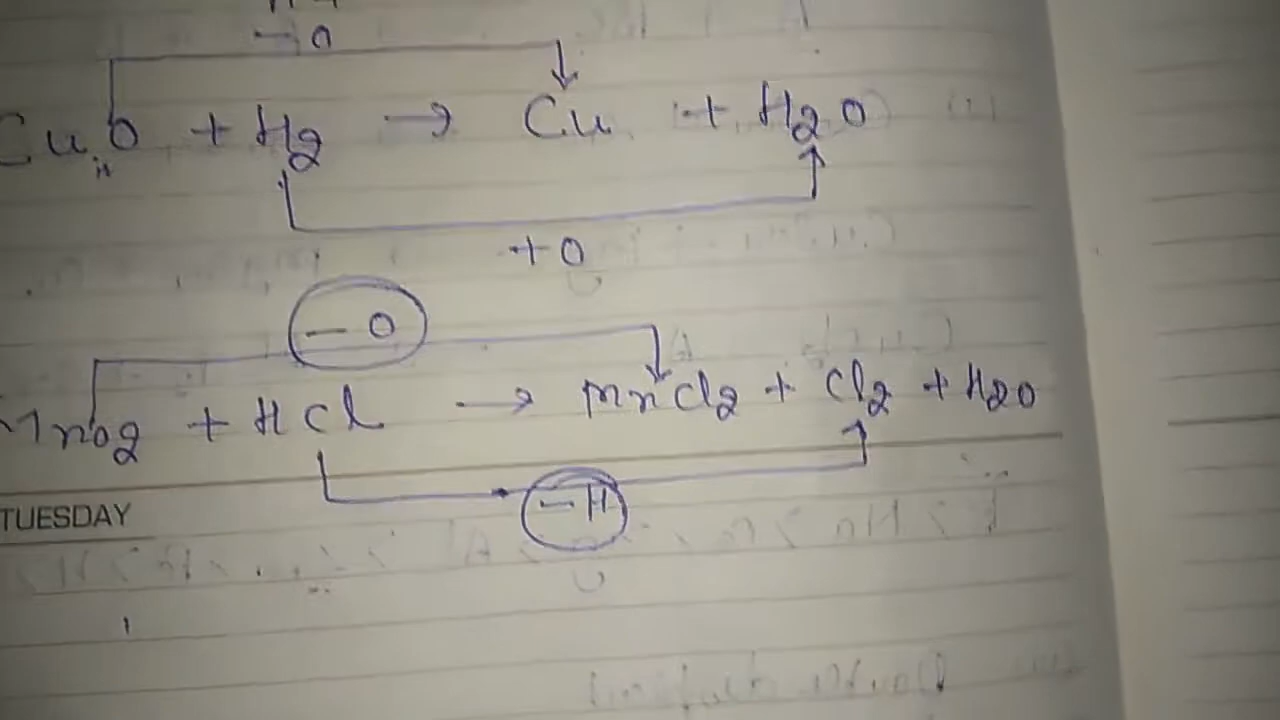 - O
CuO + H2 → Cu + H2O
+ O
- O
MnO2 + HCl → MnCl2 + Cl2 + H2O
- H
TUESDAY